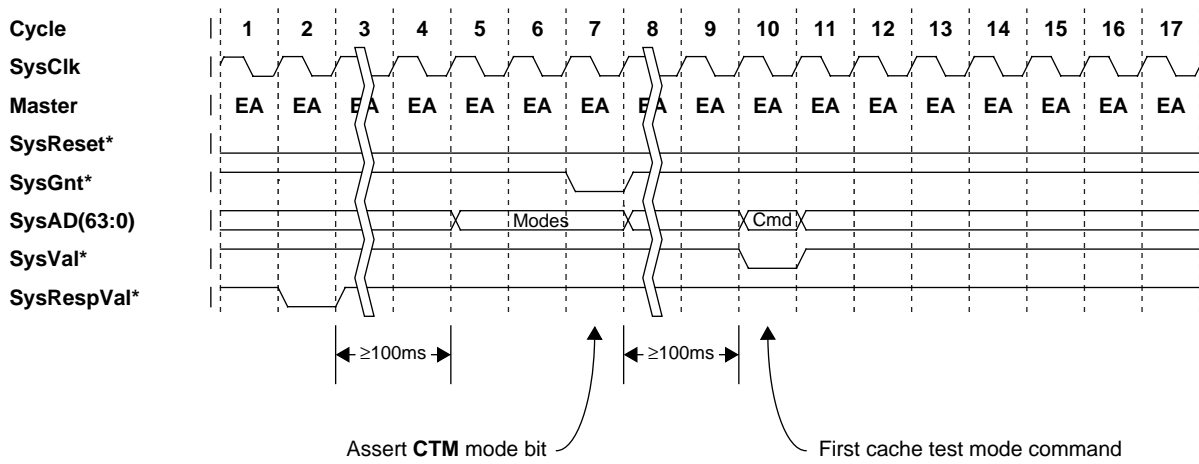 Cycle 1 2 3 4 5 6 7 8 9 10 11 12 13 14 15 16 17
SysClk
Master EA EA EA EA EA EA EA EA EA EA EA EA EA EA EA EA EA
SysReset*
SysGnt*
SysAD(63:0) Modes Cmd
SysVal*
SysRespVal*
≥100ms ≥100ms
Assert CTM mode bit First cache test mode command